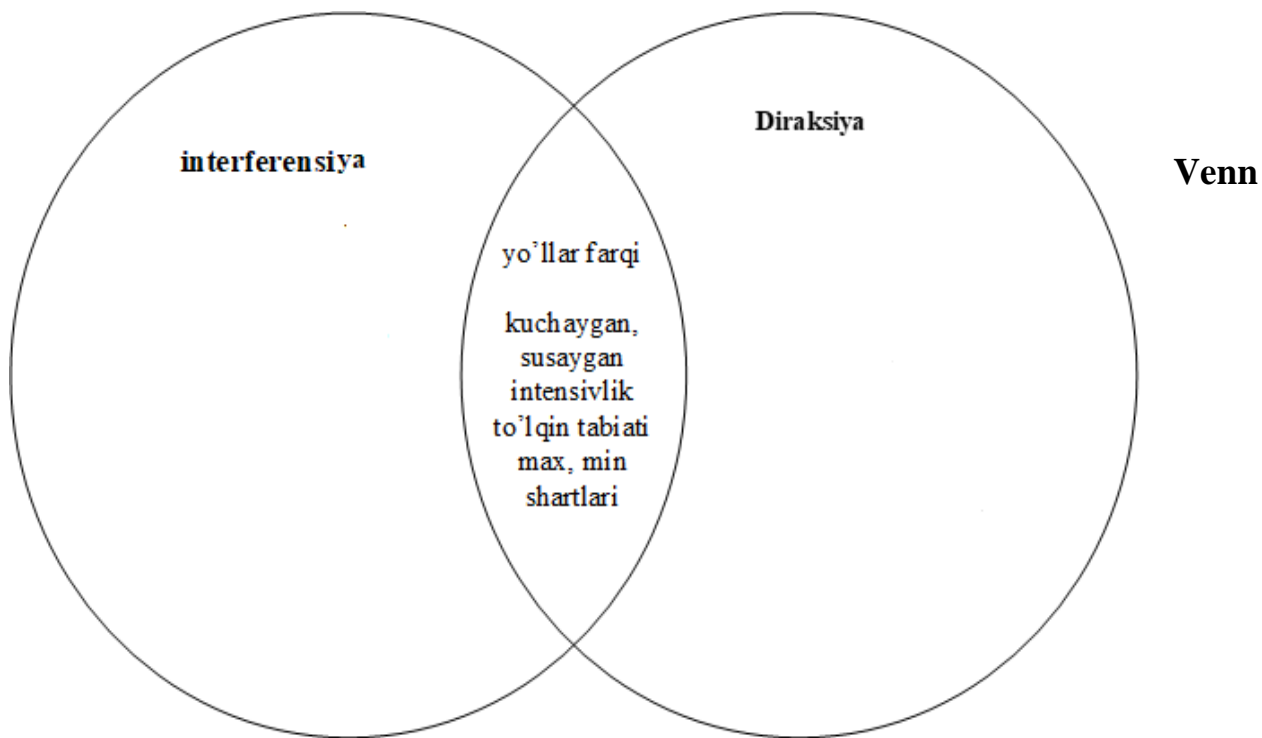 interferensiya
Diraksiya
Venn
yo’llar farqi
kuchaygan,
susaygan
intensivlik
to’lqin tabiati
max, min
shartlari